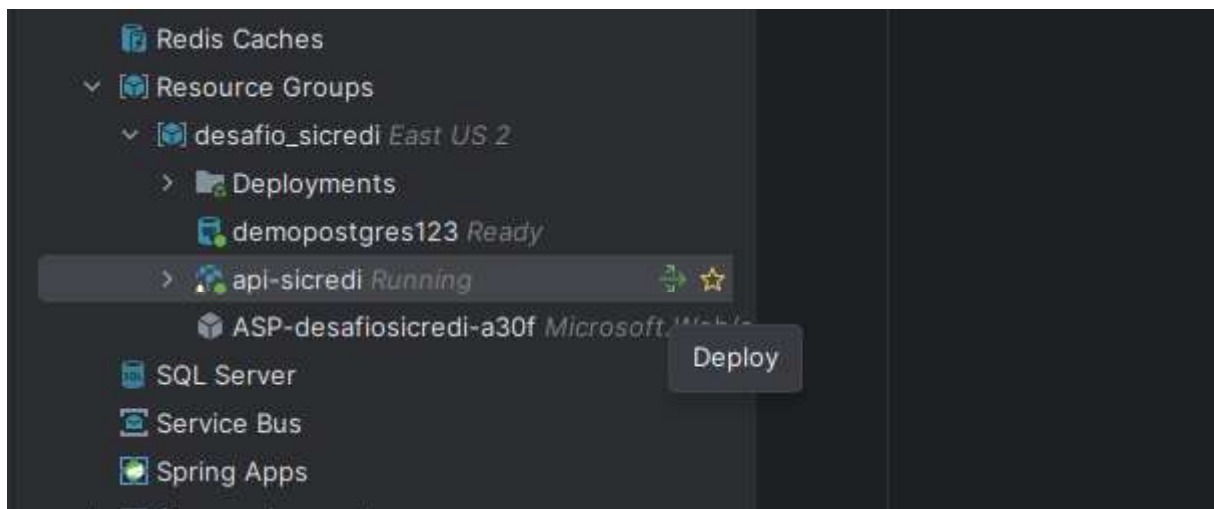 Redis Caches
Resource Groups
desafio_sicredi East US 2
Deployments
demopostgres123 Ready
api-sicredi Running
ASP-desafiosicredi-a30f Microsoft.Web/s
Deploy
SQL Server
Service Bus
Spring Apps